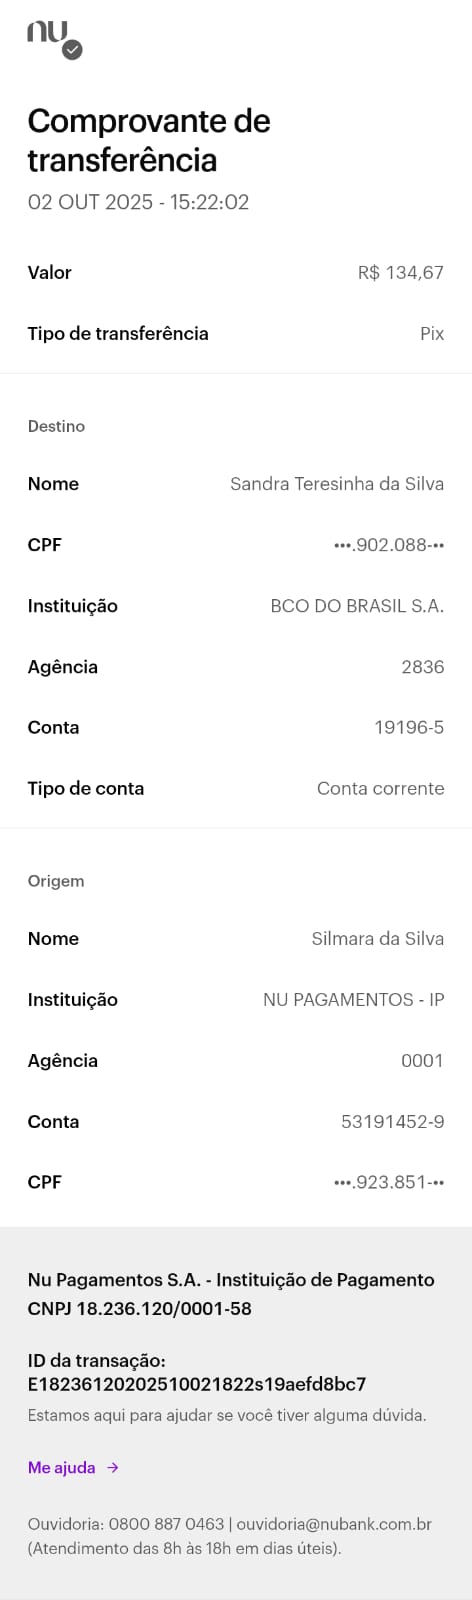 nu
Comprovante de
transferência
02 OUT 2025 - 15:22:02
Valor R$ 134,67
Tipo de transferência Pix
Destino
Nome Sandra Teresinha da Silva
CPF •••.902.088-••
Instituição BCO DO BRASIL S.A.
Agência 2836
Conta 19196-5
Tipo de conta Conta corrente
Origem
Nome Silmara da Silva
Instituição NU PAGAMENTOS - IP
Agência 0001
Conta 53191452-9
CPF •••.923.851-••
Nu Pagamentos S.A. - Instituição de Pagamento
CNPJ 18.236.120/0001-58
ID da transação:
E18236120202510021822s19aefd8bc7
Estamos aqui para ajudar se você tiver alguma dúvida.
Me ajuda →
Ouvidoria: 0800 887 0463 | ouvidoria@nubank.com.br
(Atendimento das 8h às 18h em dias úteis).